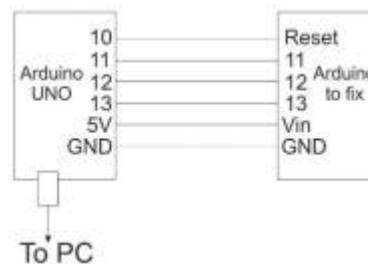 10 Reset
11 11 
Arduino UNO
12 12
Arduino to fix
13 13
5V Vin
GND GND
To PC